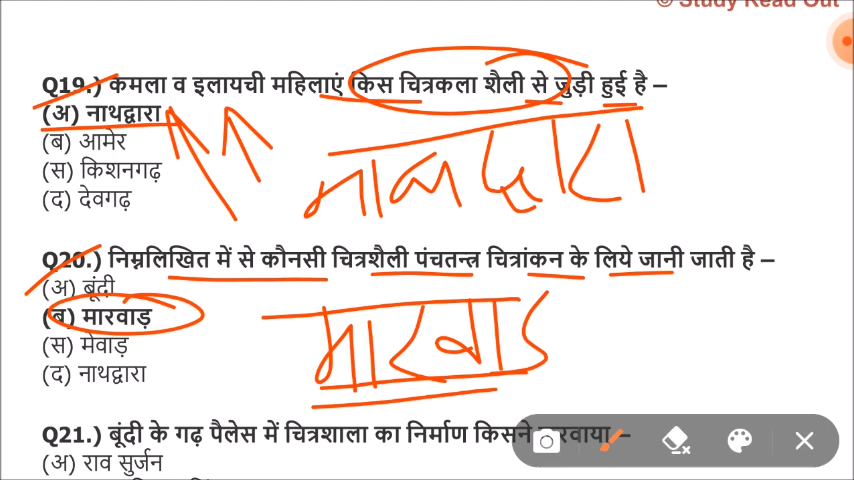 © Study Read Out
Q19.) कमला व इलायची महिलाएं किस चित्रकला शैली से जुड़ी हुई है –
(अ) नाथद्वारा
(ब) आमेर
(स) किशनगढ़
(द) देवगढ़
नाथद्वारा
Q20.) निम्नलिखित में से कौनसी चित्रशैली पंचतन्त्र चित्रांकन के लिये जानी जाती है –
(अ) बूंदी
(ब) मारवाड़
(स) मेवाड़
(द) नाथद्वारा
मारवाड
Q21.) बूंदी के गढ़ पैलेस में चित्रशाला का निर्माण किसने करवाया –
(अ) राव सुर्जन